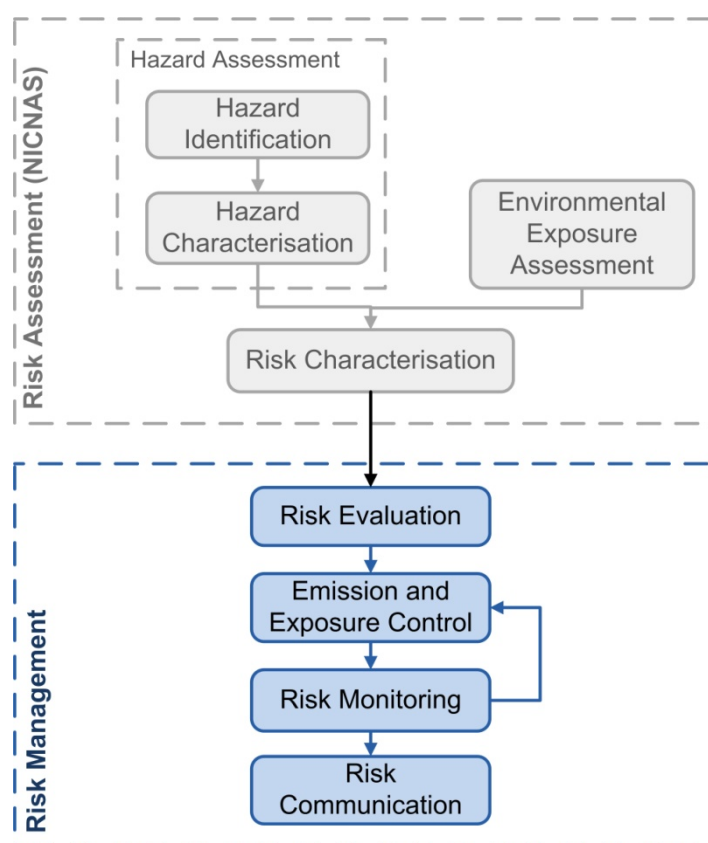 Risk Assessment (NICNAS)
Hazard Assessment
Hazard
Identification
Hazard
Characterisation
Environmental
Exposure
Assessment
Risk Characterisation
Risk Management
Risk Evaluation
Emission and
Exposure Control
Risk Monitoring
Risk
Communication